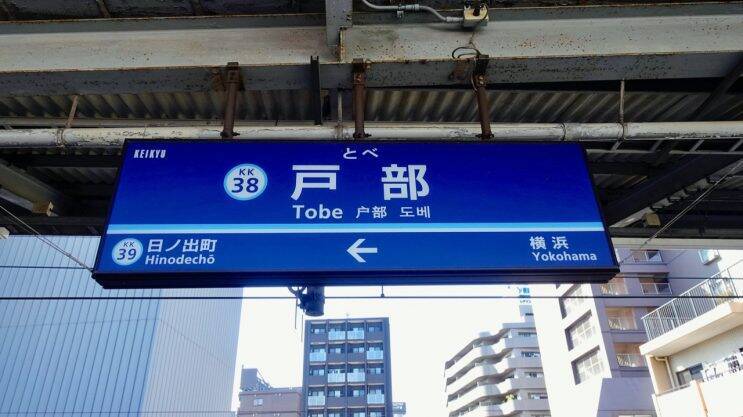 KEIKYU
とべ
KK
38
戸部
Tobe 戸部 도베
KK
39
日ノ出町
Hinodechō
←
横浜
Yokohama